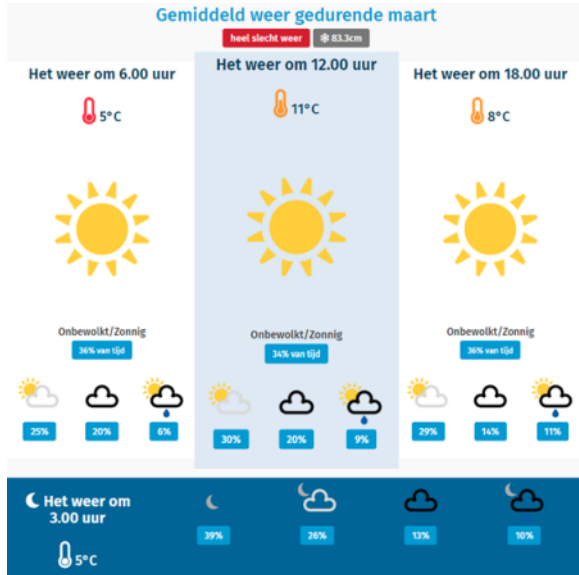 Gemiddeld weer gedurende maart
heel slecht weer ❄ 83.3cm
Het weer om 6.00 uur
5°C
Onbewolkt/Zonnig
36% van tijd
25% 20% 6%
Het weer om 12.00 uur
11°C
Onbewolkt/Zonnig
34% van tijd
30% 20% 9%
Het weer om 18.00 uur
8°C
Onbewolkt/Zonnig
36% van tijd
29% 14% 11%
Het weer om
3.00 uur
5°C
39% 26% 13% 10%